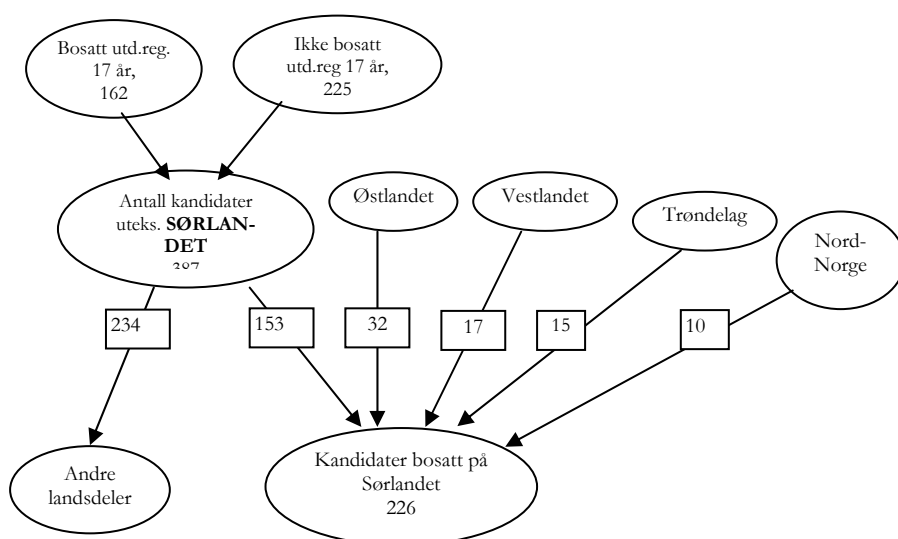 Bosatt utd.reg.
17 år,
162
Ikke bosatt
utd.reg 17 år,
225
Antall kandidater
uteks. SØRLAN-
DET
387
Østlandet
Vestlandet
Trøndelag
Nord-
Norge
234
153
32
17
15
10
Andre
landsdeler
Kandidater bosatt på
Sørlandet
226